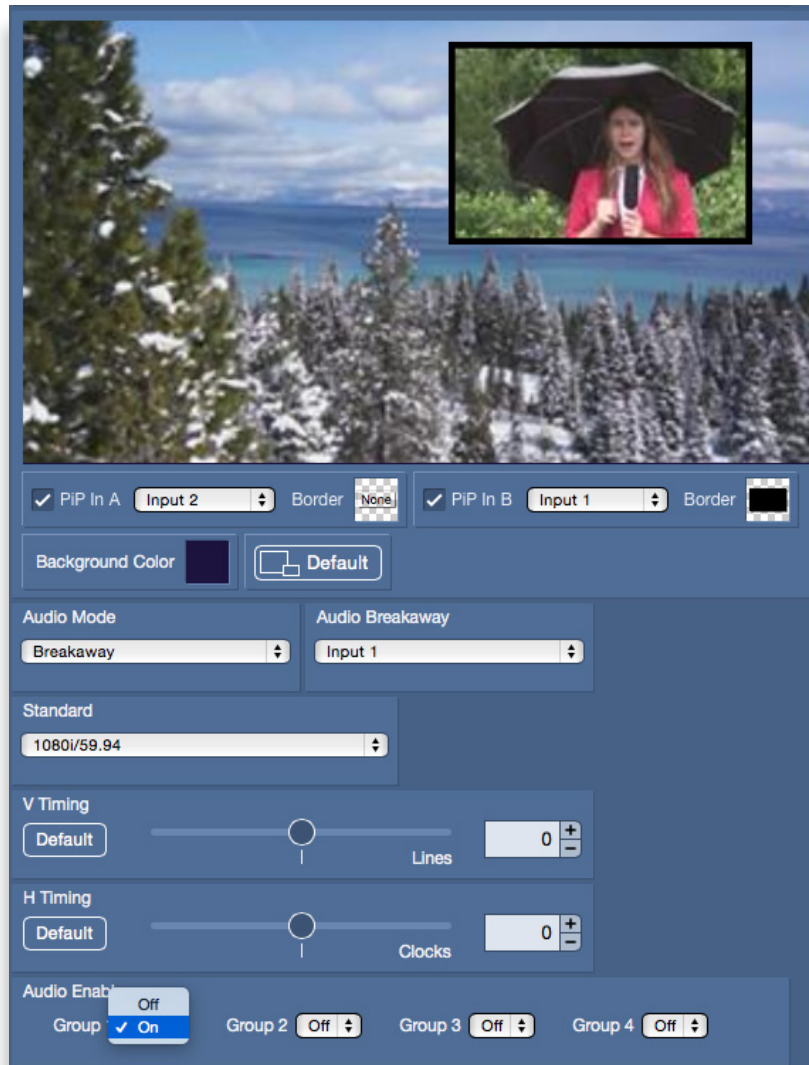 PiP In A Input 2 Border None PiP In B Input 1 Border
Background Color Default
Audio Mode Audio Breakaway
Breakaway Input 1
Standard
1080i/59.94
V Timing
Default 0 + −
Lines
H Timing
Default 0 + −
Clocks
Audio Enab
Off
Group ✓ On Group 2 Off Group 3 Off Group 4 Off